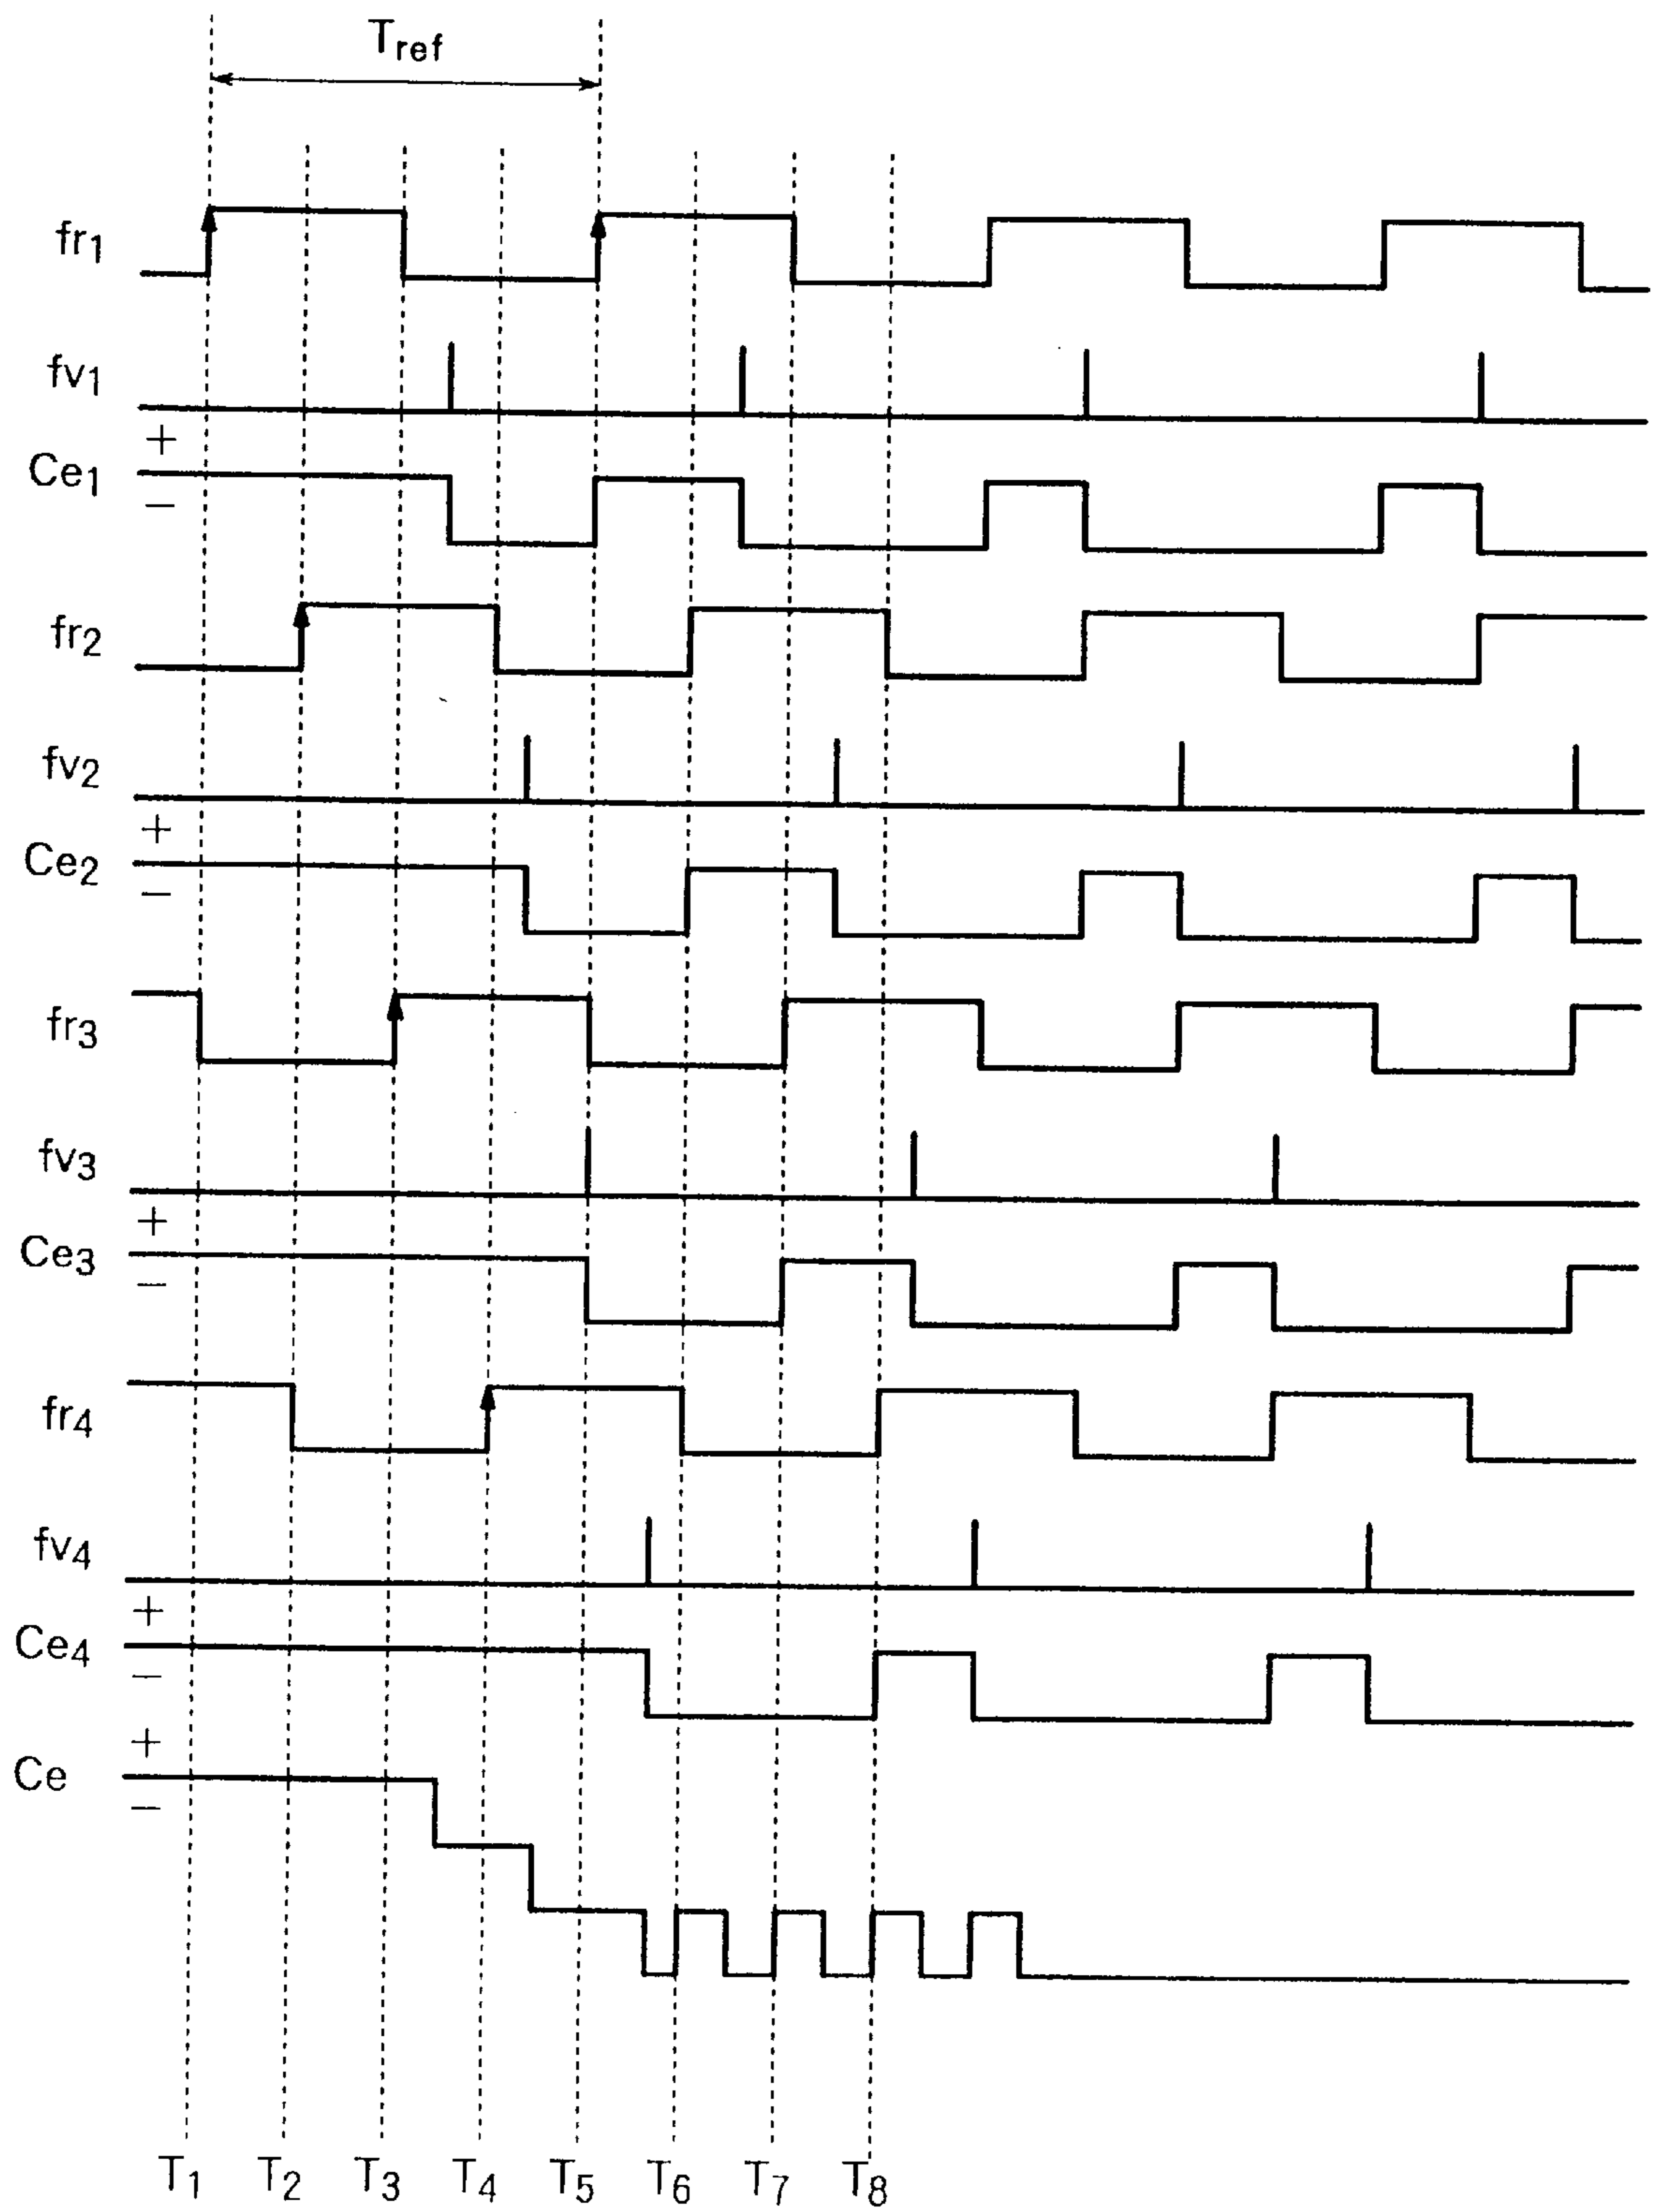 Tref
fr1
fv1
+
Ce1
−
fr2
fv2
+
Ce2
−
fr3
fv3
+
Ce3
−
fr4
fv4
+
Ce4
−
+
Ce
−
T1 T2 T3 T4 T5 T6 T7 T8